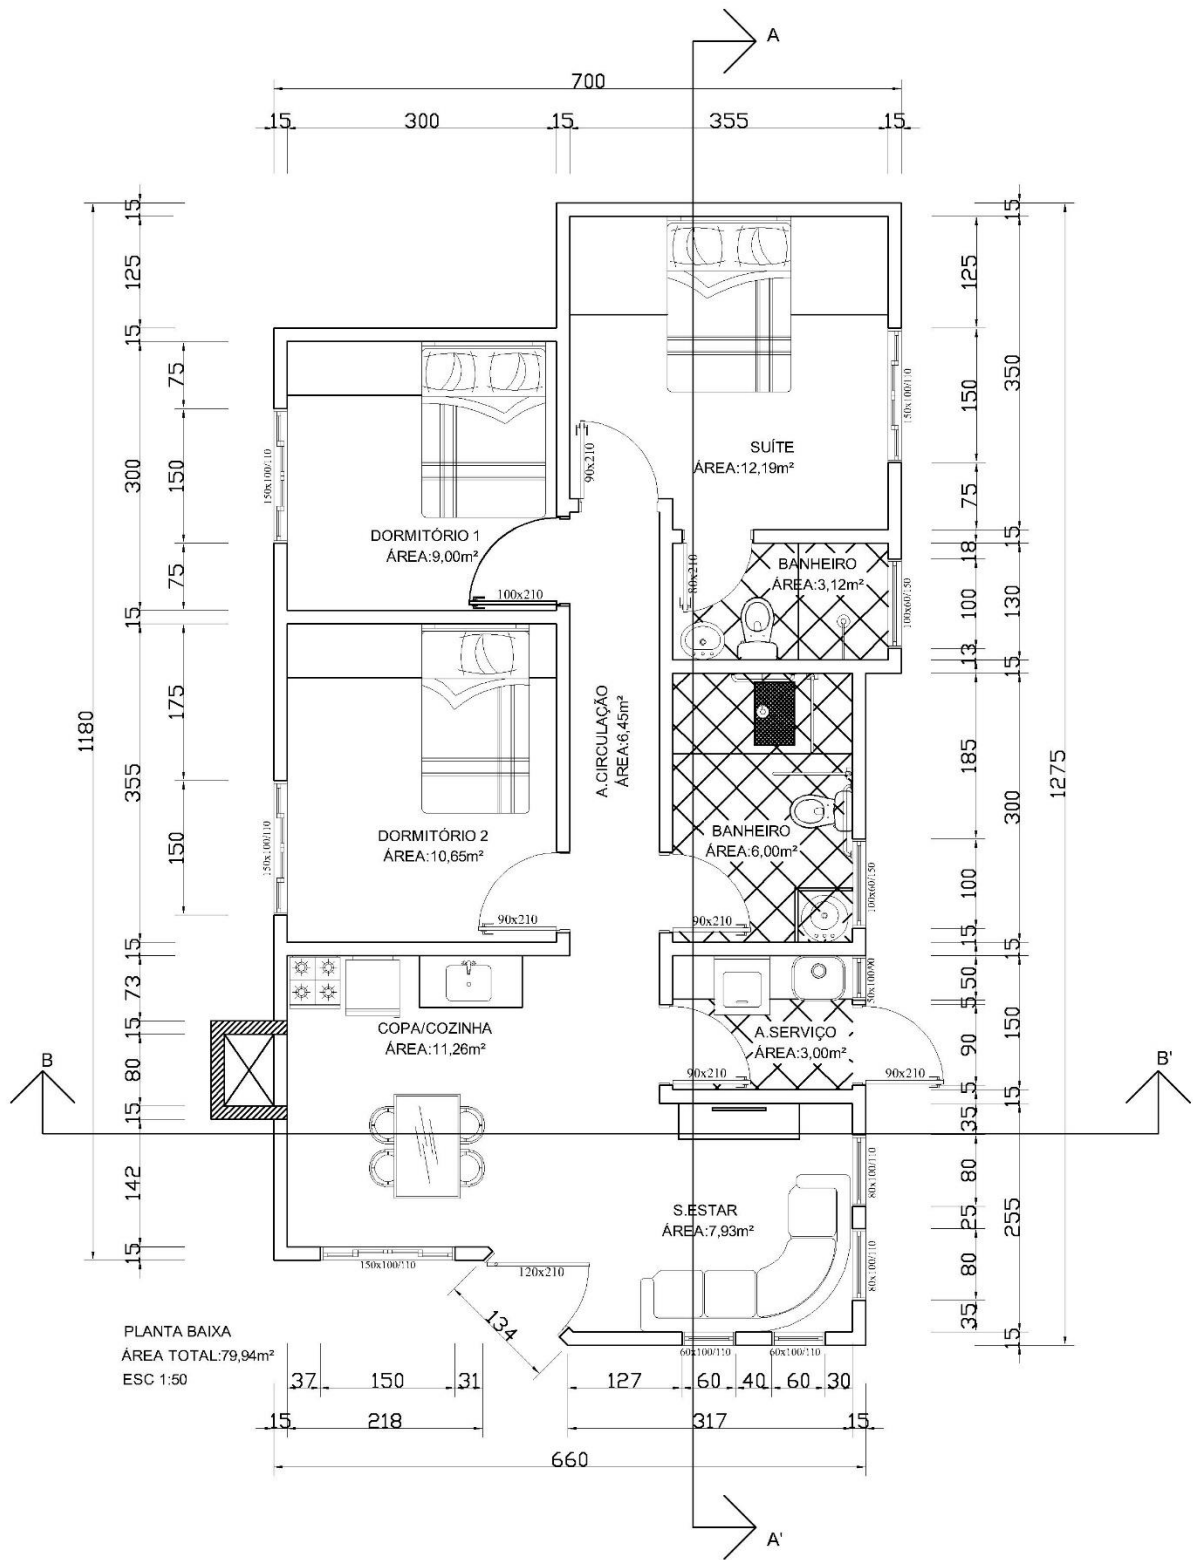 A
700
15
300
15
355
15
15
125
15
300
15
355
15
73
15
80
15
142
15
1180
75
150
75
175
150
15
350
15
130
15
300
15
150
15
255
15
1275
125
150
75
18
100
13
185
100
15
50
5
90
5
35
80
25
80
35
150x100/110
SUÍTE
ÁREA:12,19m²
90x210
150x100/110
DORMITÓRIO 1
ÁREA:9,00m²
100x210
BANHEIRO
ÁREA:3,12m²
80x210
100x60/150
A.CIRCULAÇÃO
ÁREA:6,45m²
DORMITÓRIO 2
ÁREA:10,65m²
150x100/110
90x210
BANHEIRO
ÁREA:6,00m²
90x210
100x60/150
COPA/COZINHA
ÁREA:11,26m²
A.SERVIÇO
ÁREA:3,00m²
50x100/90
90x210
90x210
B
B'
S.ESTAR
ÁREA:7,93m²
80x100/110
80x100/110
150x100/110
120x210
134
60x100/110
60x100/110
PLANTA BAIXA
ÁREA TOTAL:79,94m²
ESC 1:50
37
150
31
127
60
40
60
30
15
218
317
15
660
A'